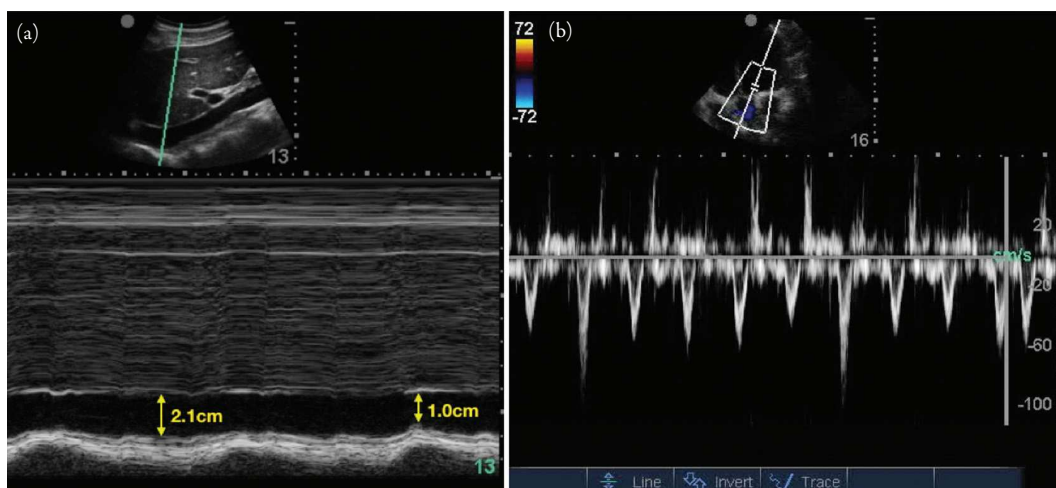 (a)
13
2.1cm
1.0cm
13
(b)
72
-72
16
20
cm/s
-20
-60
-100
Line
Invert
Trace